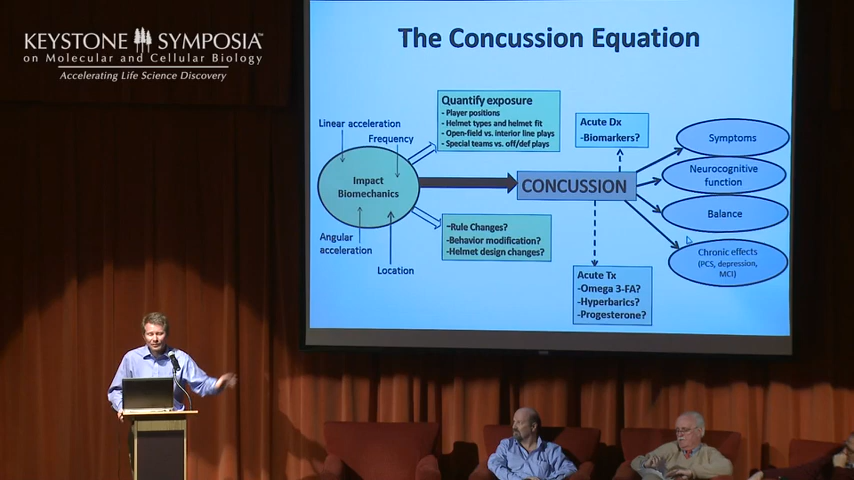 KEYSTONE SYMPOSIA™
on Molecular and Cellular Biology
Accelerating Life Science Discovery
The Concussion Equation
Linear acceleration
Frequency
Impact
Biomechanics
Angular
acceleration
Location
Quantify exposure
- Player positions
- Helmet types and helmet fit
- Open-field vs. interior line plays
- Special teams vs. off/def plays
-Rule Changes?
-Behavior modification?
-Helmet design changes?
CONCUSSION
Acute Dx
-Biomarkers?
Acute Tx
-Omega 3-FA?
-Hyperbarics?
-Progesterone?
Symptoms
Neurocognitive
function
Balance
Chronic effects
(PCS, depression,
MCI)